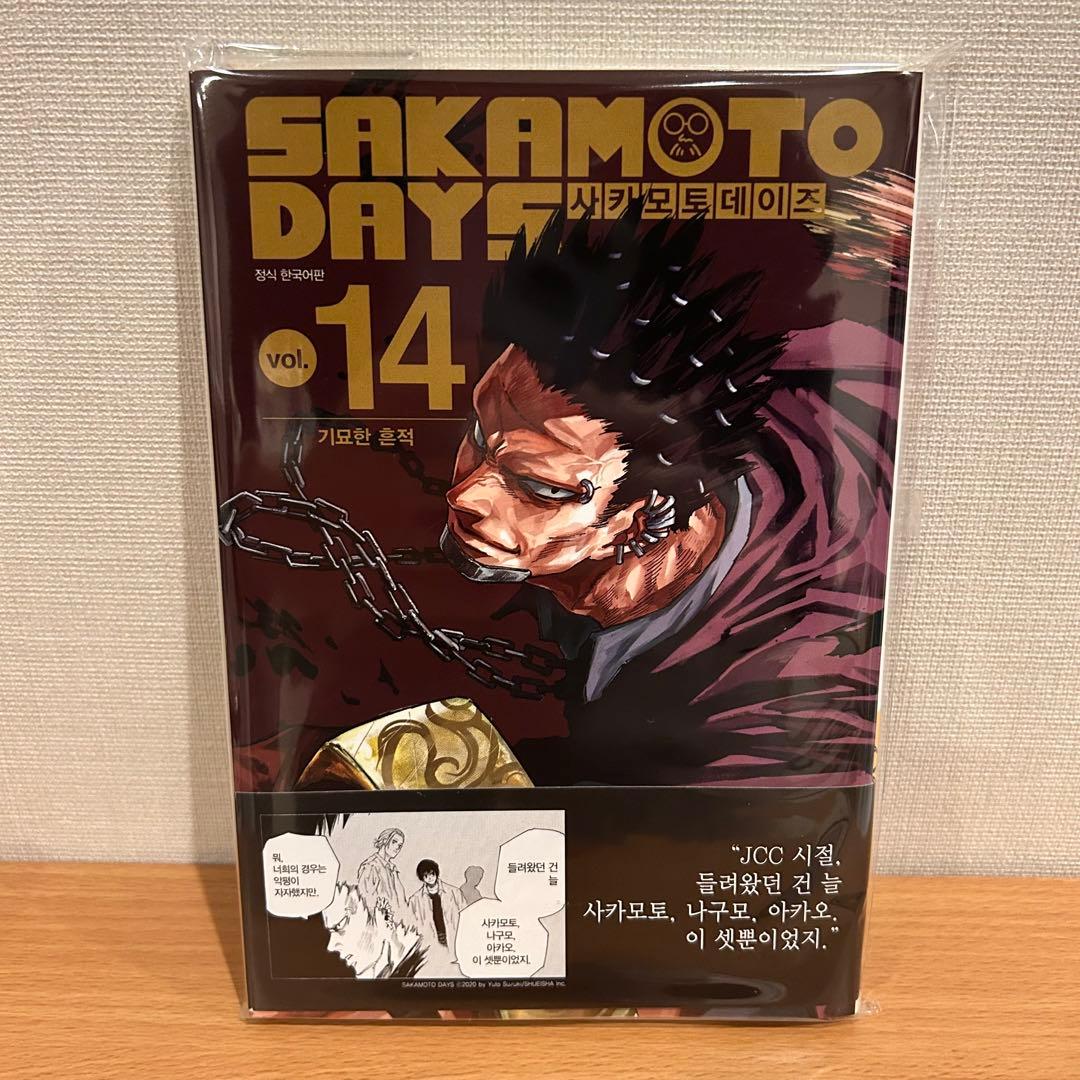 SAKAMOTO
DAYS
사카모토데이즈
정식 한국어판
vol. 14
기묘한 흔적
뭐,
너희의 경우는
악평이
자자했지만.
들려왔던 건
늘
사카모토,
나구모,
아카오.
이 셋뿐이었지.
SAKAMOTO DAYS ©2020 by Yuto Suzuki/SHUEISHA Inc.
“JCC 시절,
들려왔던 건 늘
사카모토, 나구모, 아카오.
이 셋뿐이었지.”